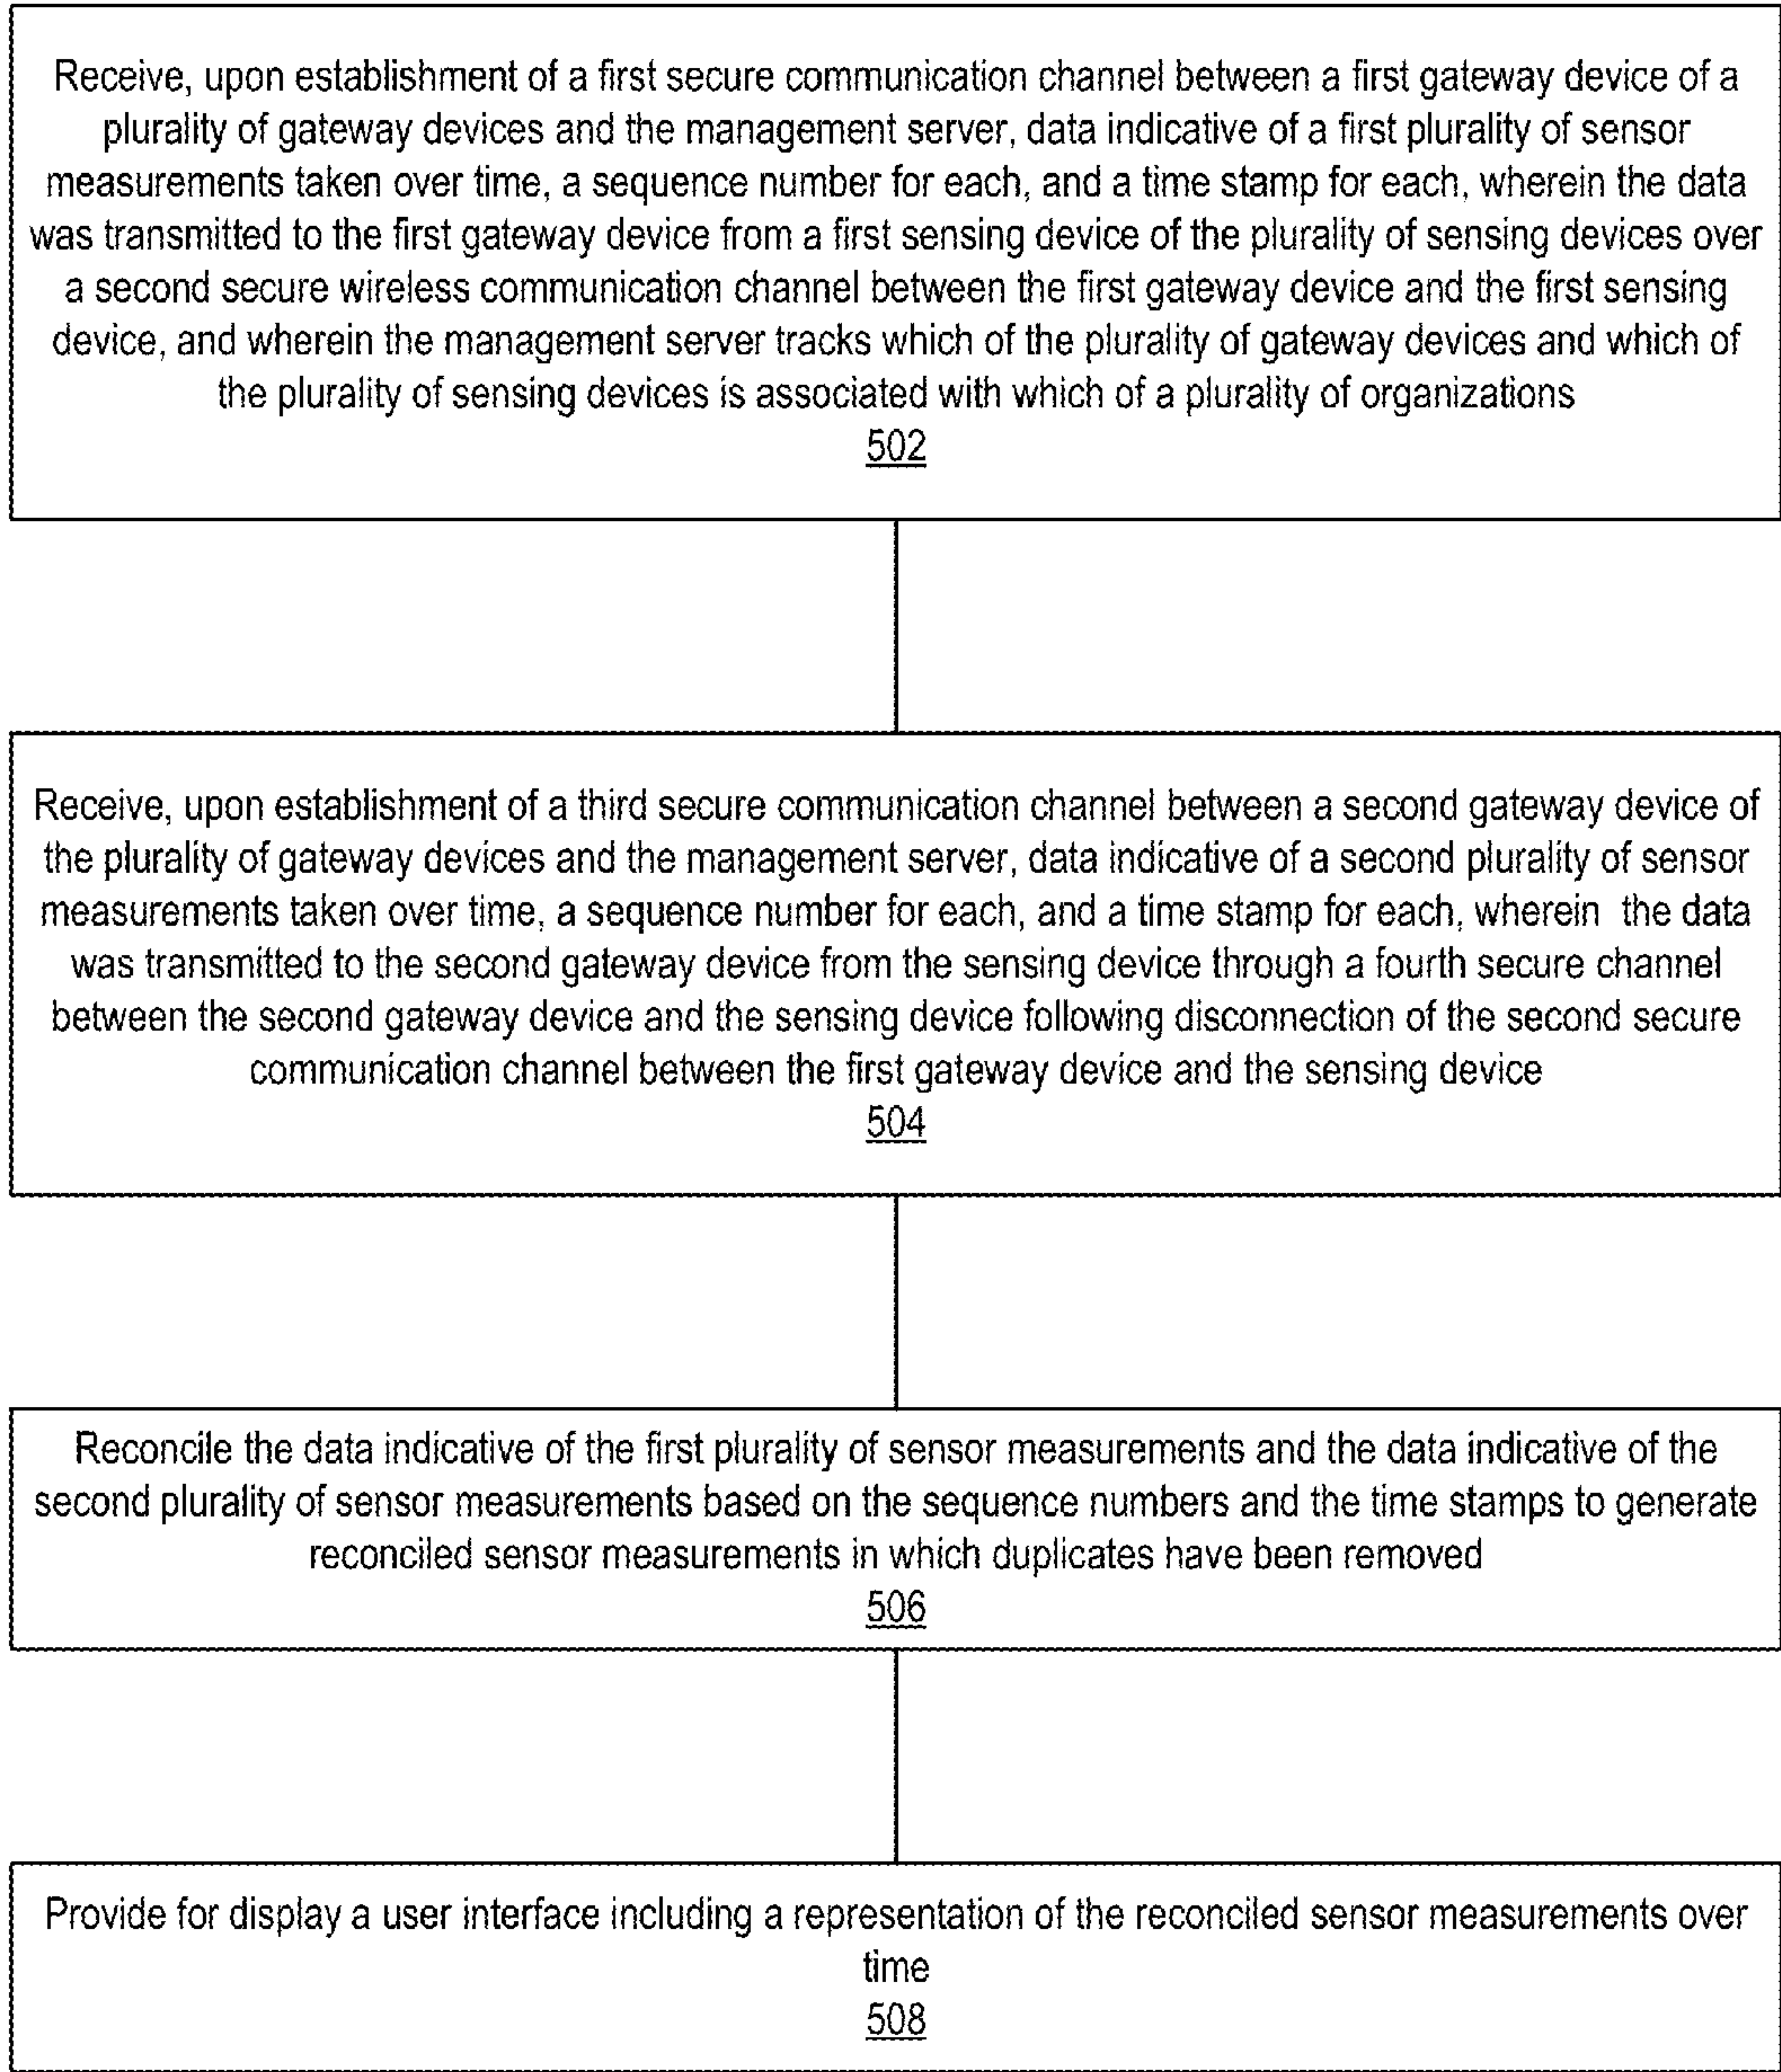 Receive, upon establishment of a first secure communication channel between a first gateway device of a
plurality of gateway devices and the management server, data indicative of a first plurality of sensor
measurements taken over time, a sequence number for each, and a time stamp for each, wherein the data
was transmitted to the first gateway device from a first sensing device of the plurality of sensing devices over
a second secure wireless communication channel between the first gateway device and the first sensing
device, and wherein the management server tracks which of the plurality of gateway devices and which of
the plurality of sensing devices is associated with which of a plurality of organizations
502
Receive, upon establishment of a third secure communication channel between a second gateway device of
the plurality of gateway devices and the management server, data indicative of a second plurality of sensor
measurements taken over time, a sequence number for each, and a time stamp for each, wherein the data
was transmitted to the second gateway device from the sensing device through a fourth secure channel
between the second gateway device and the sensing device following disconnection of the second secure
communication channel between the first gateway device and the sensing device
504
Reconcile the data indicative of the first plurality of sensor measurements and the data indicative of the
second plurality of sensor measurements based on the sequence numbers and the time stamps to generate
reconciled sensor measurements in which duplicates have been removed
506
Provide for display a user interface including a representation of the reconciled sensor measurements over
time
508